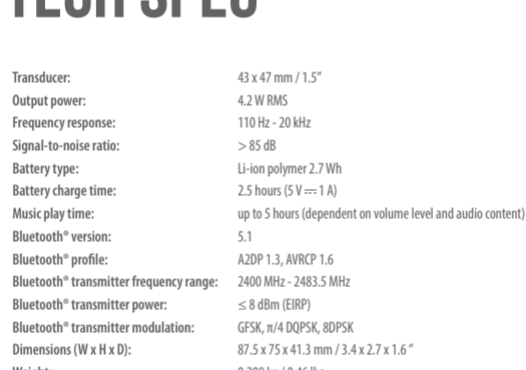 TECH SPEC
Transducer: 43 x 47 mm / 1.5"
Output power: 4.2 W RMS
Frequency response: 110 Hz - 20 kHz
Signal-to-noise ratio: > 85 dB
Battery type: Li-ion polymer 2.7 Wh
Battery charge time: 2.5 hours (5 V ⎓ 1 A)
Music play time: up to 5 hours (dependent on volume level and audio content)
Bluetooth® version: 5.1
Bluetooth® profile: A2DP 1.3, AVRCP 1.6
Bluetooth® transmitter frequency range: 2400 MHz - 2483.5 MHz
Bluetooth® transmitter power: ≤ 8 dBm (EIRP)
Bluetooth® transmitter modulation: GFSK, π/4 DQPSK, 8DPSK
Dimensions (W x H x D): 87.5 x 75 x 41.3 mm / 3.4 x 2.7 x 1.6 "